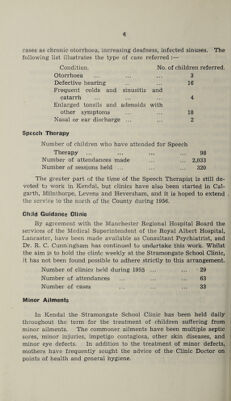 4
cases as chronic otorrhoea, increasing deafness, infected sinuses. The
following list illustrates the type of case referred :—
Condition. No. of children referred.
Otorrhoea ... ... ... 3
Defective hearing ... ... 16
Frequent colds and sinusitis and
catarrh ... ... ... 4
Enlarged tonsils and adenoids with
other symptoms ... ... 18
Nasal or ear discharge ... ... 2
Speech Therapy
Number of children who have attended for Speech
Therapy ... ... ... ... 98
Number of attendances made ... ... 2,033
Number of sessions held ... ... ... 320
The greater part of the time of the Speech Therapist is still de-
voted to work in Kendal, but clinics have also been started in Cal-
garth, Milnthorpe, Levens and Heversham, and it is hoped to extend
the service to the north of the County during 1956.
Child Guidance Clinic
By agreement with the Manchester Regional Hospital Board the
services of the Medical Superintendent of the Royal Albert Hospital,
Lancaster, have been made available as Consultant Psychiatrist, and
Dr. R. C. Cunningham has continued to undertake this work. Whilst
the aim is to hold the clinic weekly at the Stramongate School Clinic,
it has not been found possible to adhere strictly to this arrangement.
Number of clinics held during 1955 ... ... 29
Number of attendances ... ... ... 63
Number of cases ... ... ... 33
Minor Ailments
In Kendal the Stramongate School Clinic has been held daily
throughout the term for the treatment of children suffering from
minor ailments. The commoner ailments have been multiple septic
sores, minor injuries, impetigo contagiosa, other skin diseases, and
minor eye defects. In addition to the treatment of minor defects,
mothers have frequently sought the advice of the Clinic Doctor on
points of health and general hygiene.